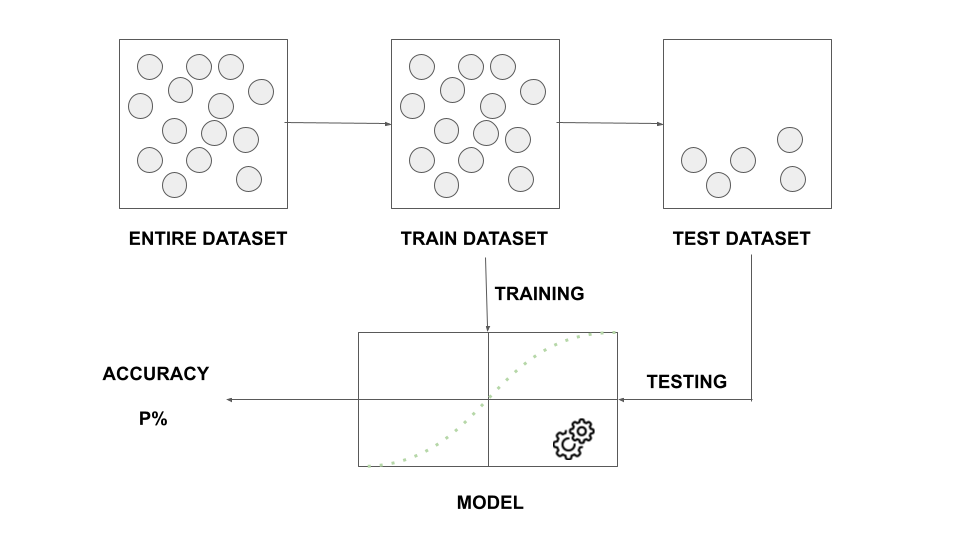 ENTIRE DATASET
TRAIN DATASET
TEST DATASET
TRAINING
ACCURACY
P%
TESTING
MODEL